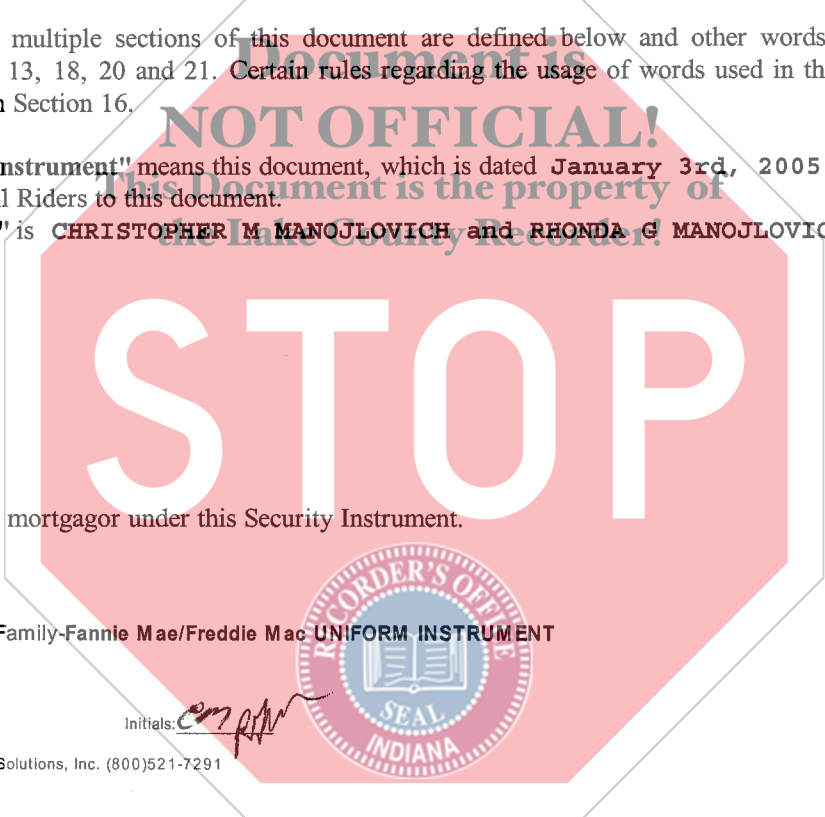 multiple sections of this document are defined below and other words
Document is
13, 18, 20 and 21. Certain rules regarding the usage of words used in th
Section 16.
NOT OFFICIAL!
nstrument" means this document, which is dated January 3rd, 2005
This Document is the property of
l Riders to this document.
" is CHRISTOPHER M MANOJLOVICH and RHONDA G MANOJLOVIC
the Lake County Recorder!
STOP
mortgagor under this Security Instrument.
RECORDER'S OFFICE
Family-Fannie Mae/Freddie Mac UNIFORM INSTRUMENT
SEAL
INDIANA
Initials:
Solutions, Inc. (800)521-7291